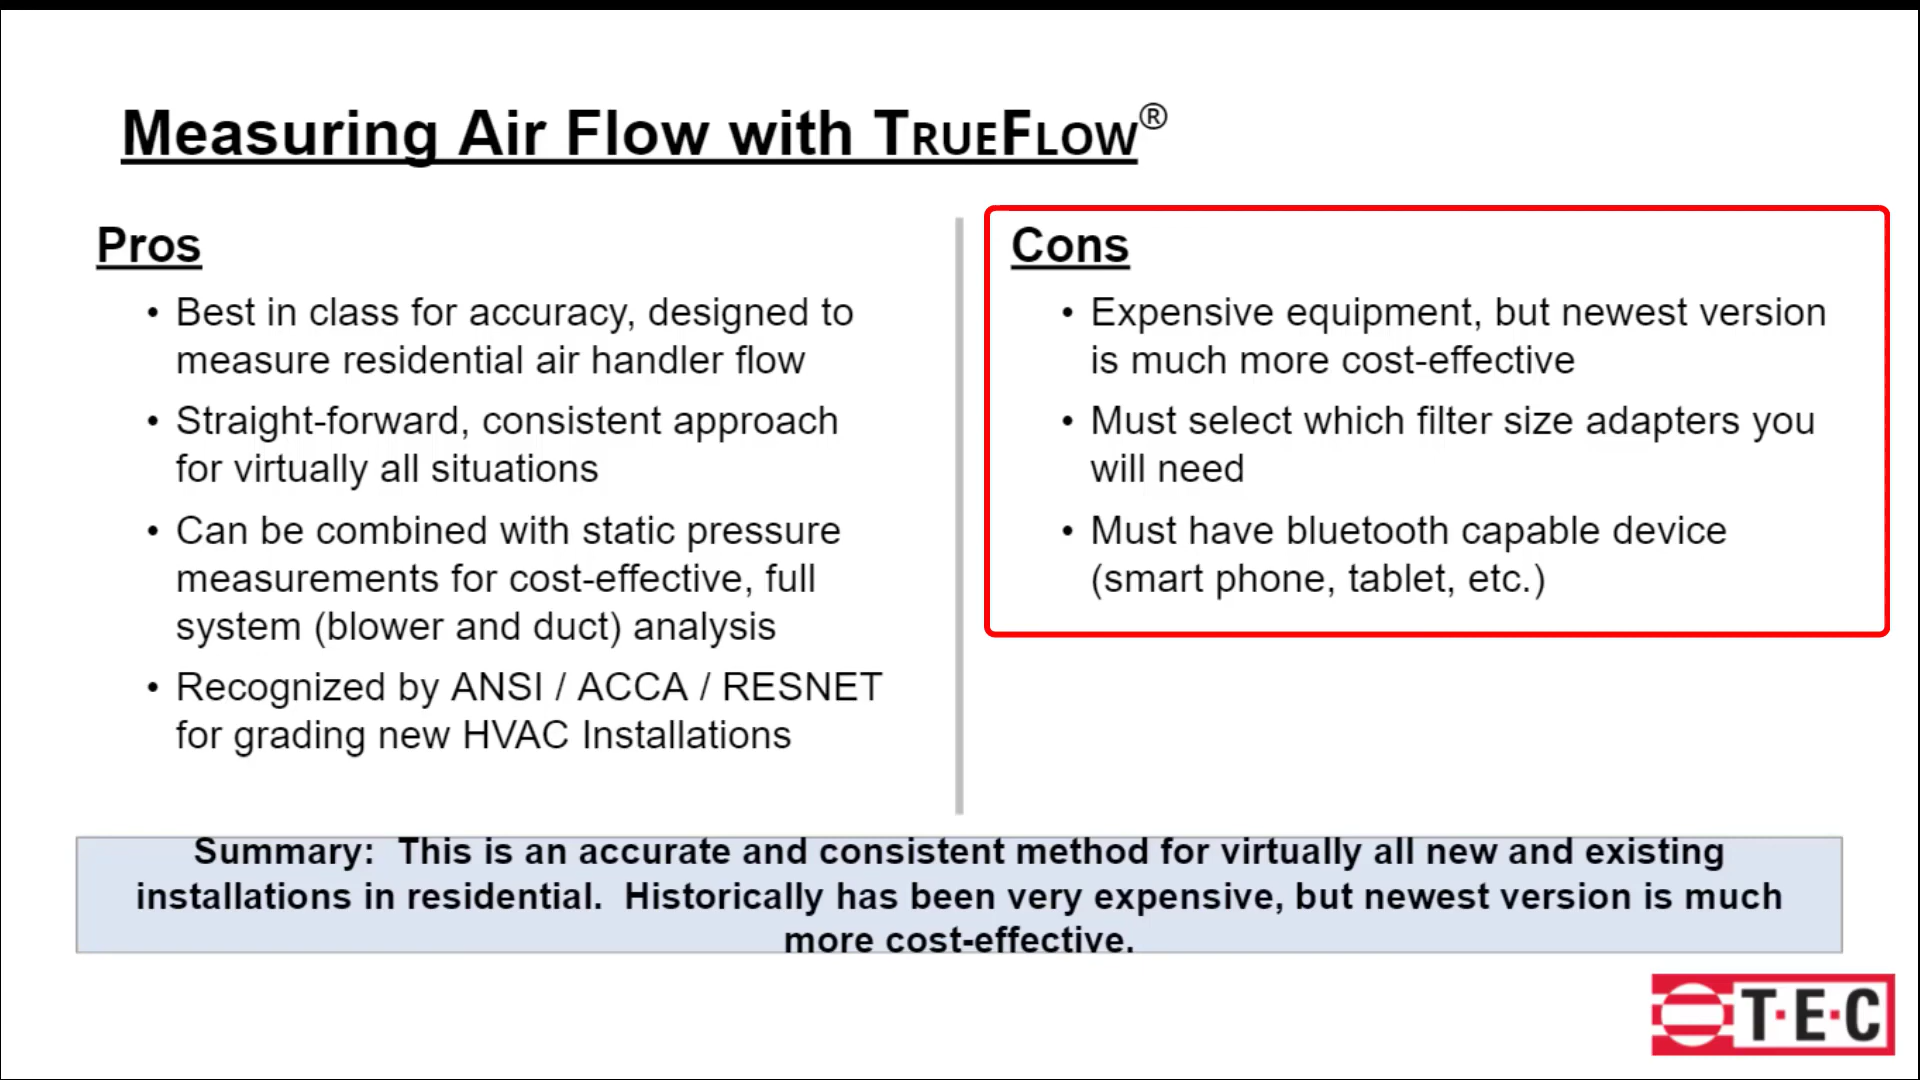 Measuring Air Flow with TRUEFLOW®
Pros
• Best in class for accuracy, designed to
measure residential air handler flow
• Straight-forward, consistent approach
for virtually all situations
• Can be combined with static pressure
measurements for cost-effective, full
system (blower and duct) analysis
• Recognized by ANSI / ACCA / RESNET
for grading new HVAC Installations
Cons
• Expensive equipment, but newest version
is much more cost-effective
• Must select which filter size adapters you
will need
• Must have bluetooth capable device
(smart phone, tablet, etc.)
Summary:  This is an accurate and consistent method for virtually all new and existing
installations in residential.  Historically has been very expensive, but newest version is much
more cost-effective.
T·E·C